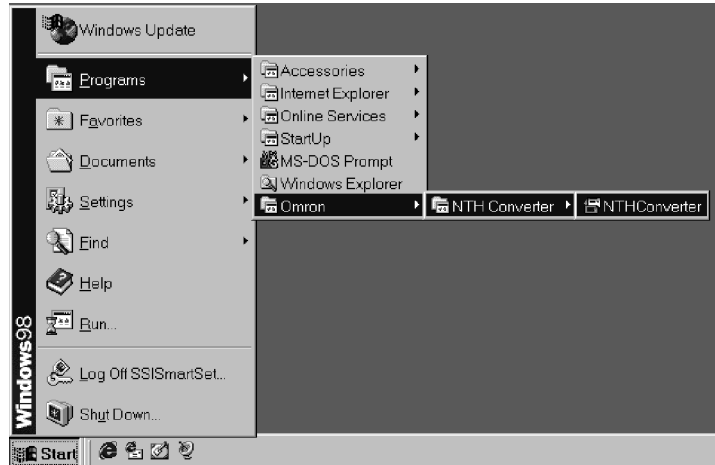 Windows Update
Programs
Favorites
Documents
Settings
Find
Help
Run...
Log Off SSISmartSet...
Shut Down...
Windows98
Accessories
Internet Explorer
Online Services
StartUp
MS-DOS Prompt
Windows Explorer
Omron
NTH Converter
NTHConverter
Start